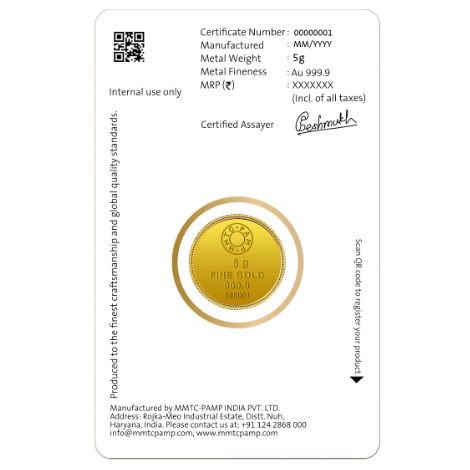 Certificate Number : 00000001
Manufactured : MM/YYYY
Metal Weight : 5g
Metal Fineness : Au 999.9
MRP (₹) : XXXXXXX
(Incl. of all taxes)
Internal use only
Certified Assayer
Produced to the finest craftsmanship and global quality standards.
MMTC-PAMP
5 g
FINE GOLD
999.9
000001
Scan QR code to register your product
Manufactured by MMTC-PAMP INDIA PVT. LTD.
Address: Rojka-Meo Industrial Estate, Distt. Nuh,
Haryana, India. Please contact us at: +91 124 2868 000
info@mmtcpamp.com, www.mmtcpamp.com